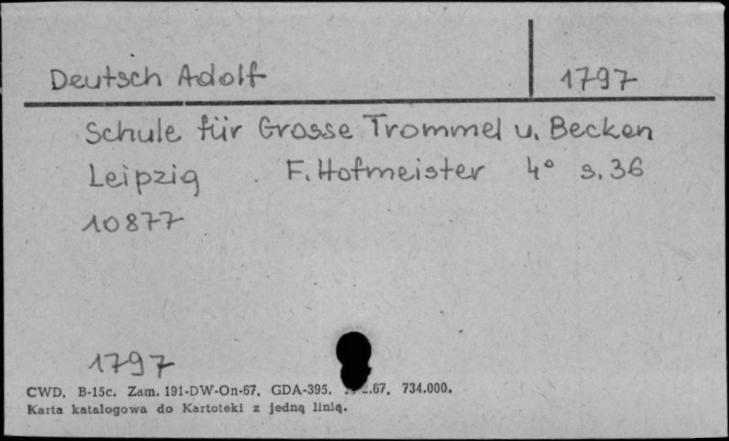 Deutsch Adolf 1797
Schule für Grosse Trommel u. Becken
Leipzig F. Hofmeister 4° s. 36
10877
1797
CWD. B-15c. Zam. 191-DW-On-67. GDA-395. .67. 734.000.
Karta katalogowa do Kartoteki z jedną linią.